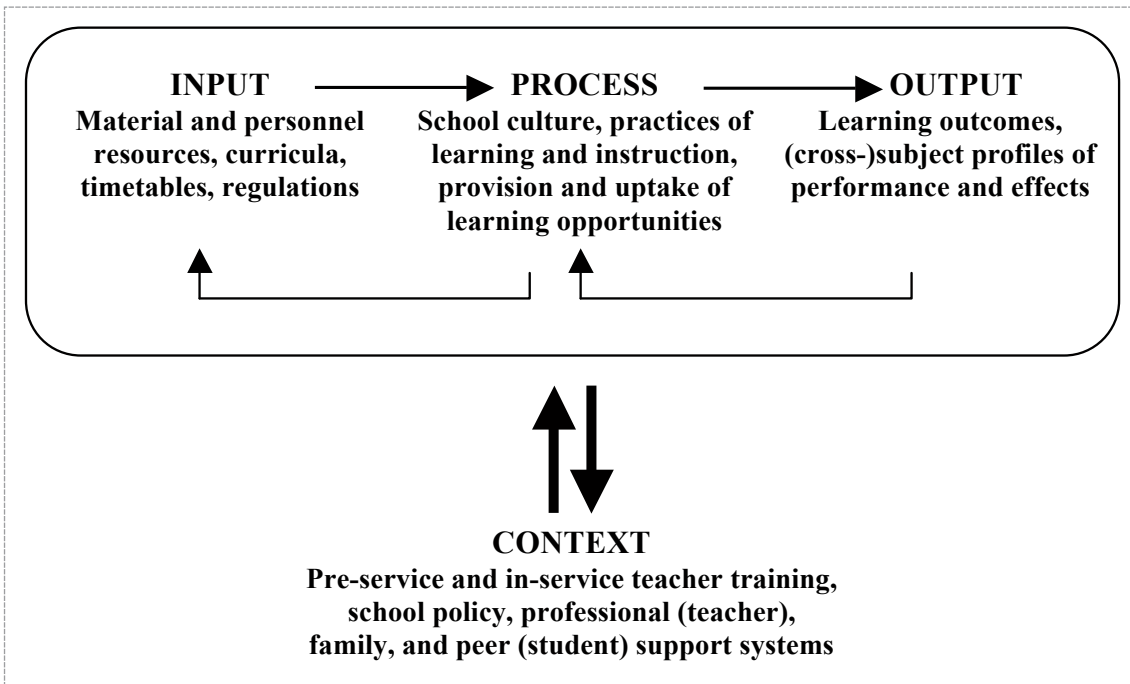 INPUT
Material and personnel
resources, curricula,
timetables, regulations
PROCESS
School culture, practices of
learning and instruction,
provision and uptake of
learning opportunities
OUTPUT
Learning outcomes,
(cross-)subject profiles of
performance and effects
CONTEXT
Pre-service and in-service teacher training,
school policy, professional (teacher),
family, and peer (student) support systems